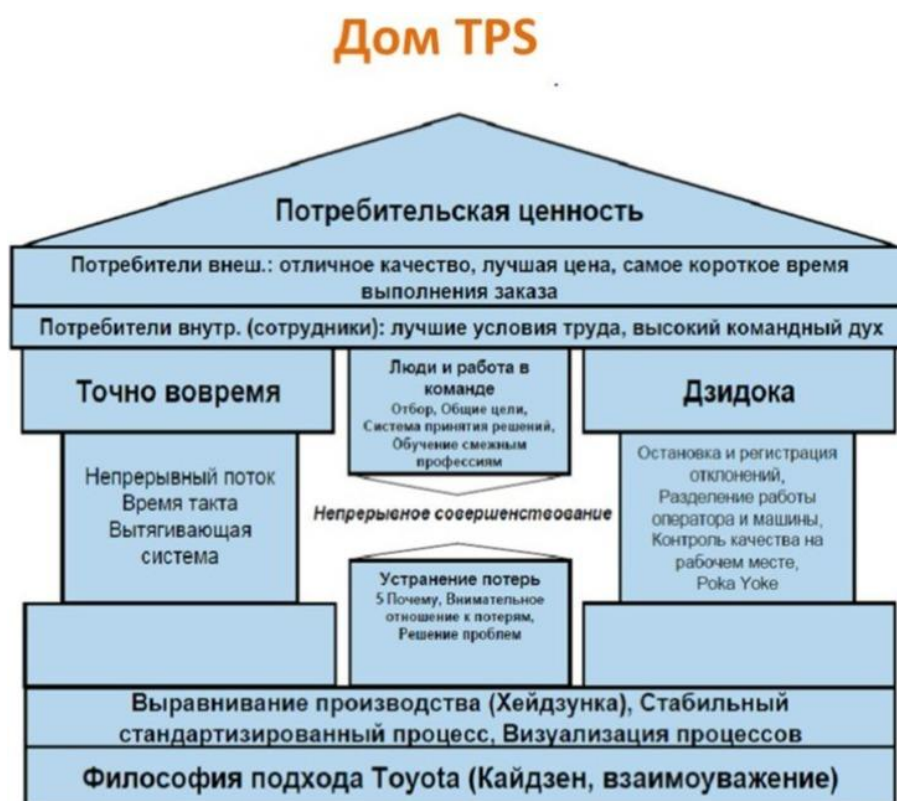 Дом TPS
Потребительская ценность
Потребители внеш.: отличное качество, лучшая цена, самое короткое время
выполнения заказа
Потребители внутр. (сотрудники): лучшие условия труда, высокий командный дух
Точно вовремя
Непрерывный поток
Время такта
Вытягивающая
система
Люди и работа в
команде
Отбор, Общие цели,
Система принятия решений,
Обучение смежным
профессиям
Непрерывное совершенствование
Устранение потерь
5 Почему, Внимательное
отношение к потерям,
Решение проблем
Дзидока
Остановка и регистрация
отклонений,
Разделение работы
оператора и машины,
Контроль качества на
рабочем месте,
Poka Yoke
Выравнивание производства (Хейдзунка), Стабильный
стандартизированный процесс, Визуализация процессов
Философия подхода Toyota (Кайдзен, взаимоуважение)